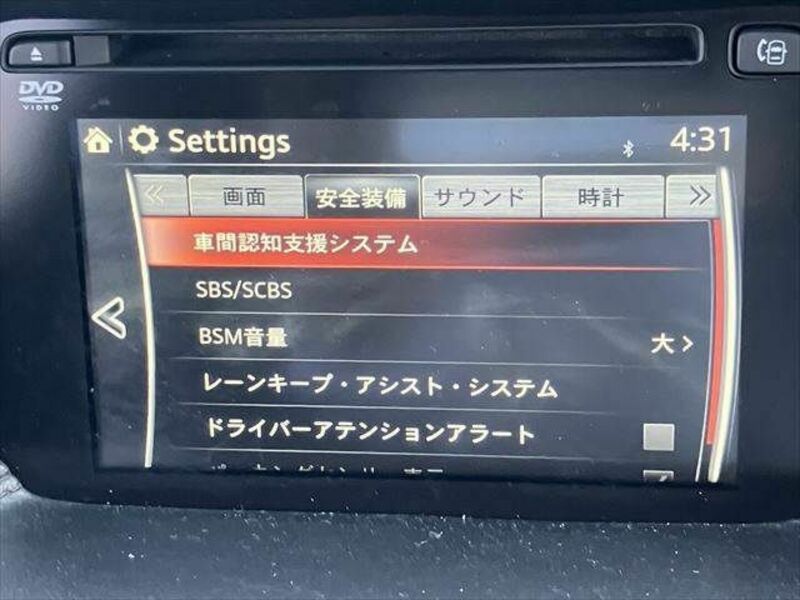 DVD
VIDEO
Settings
4:31
画面 安全装備 サウンド 時計
車間認知支援システム
SBS/SCBS
BSM音量 大
レーンキープ・アシスト・システム
ドライバーアテンションアラート